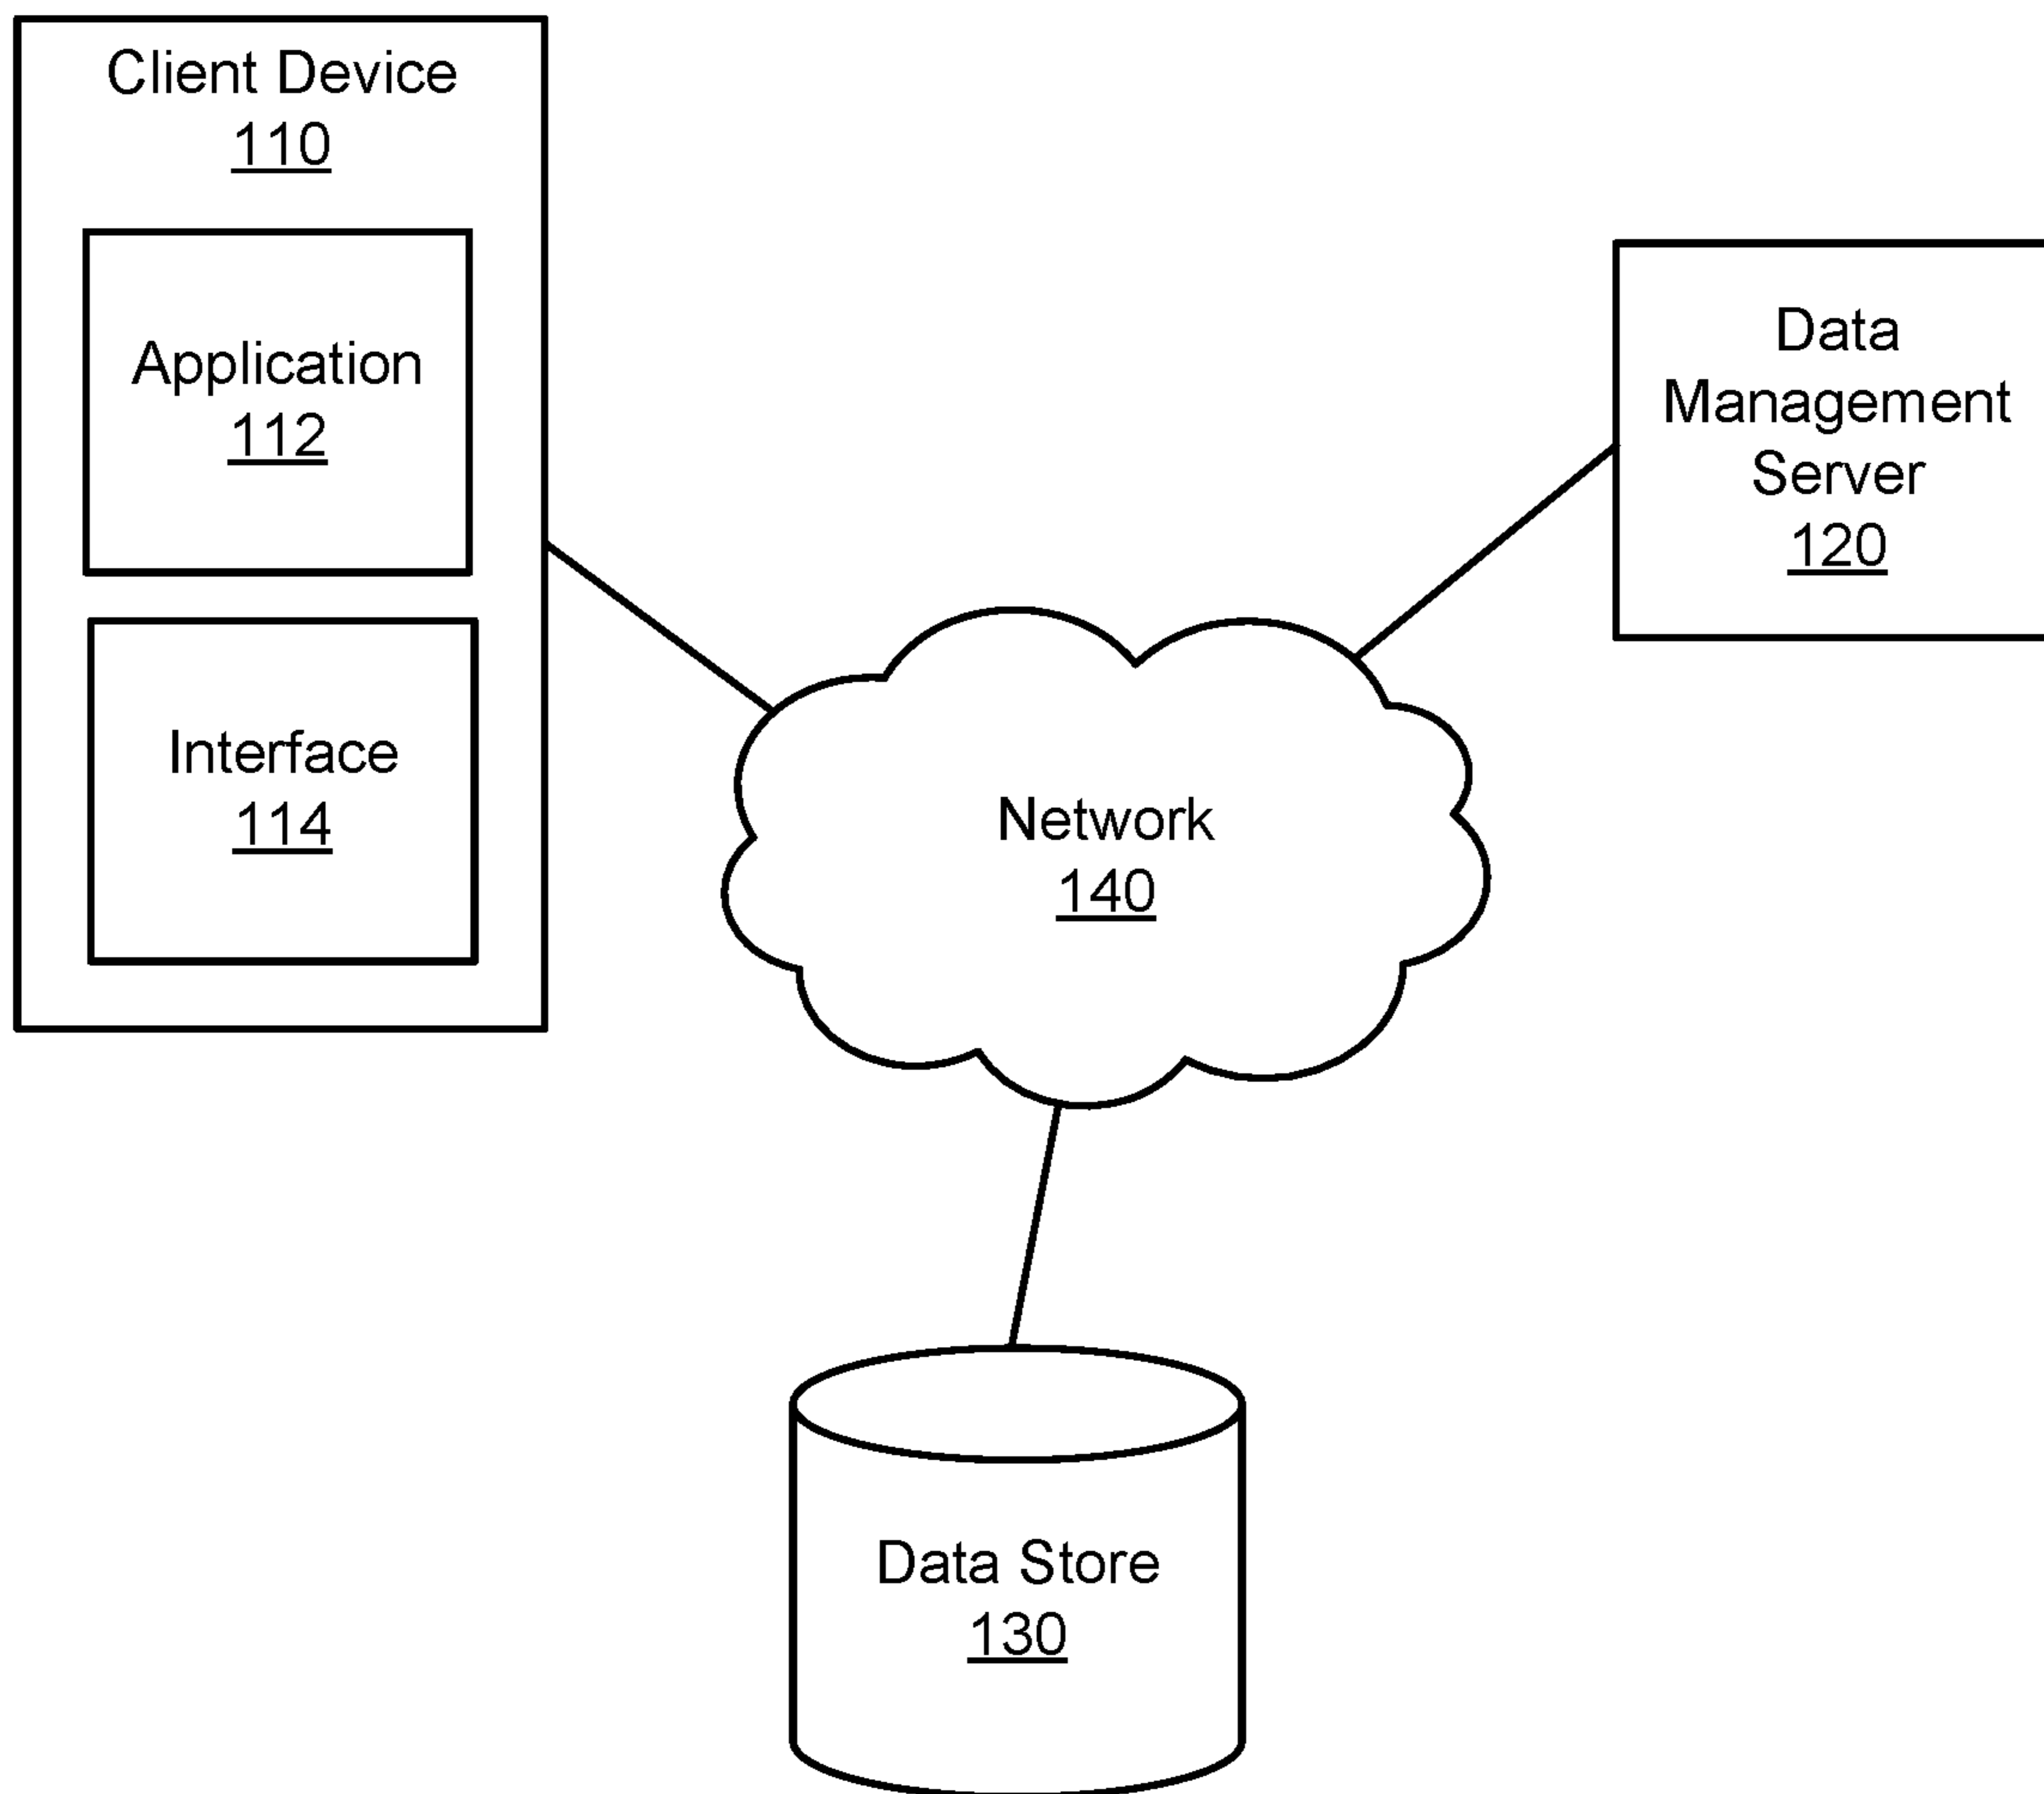 Client Device
110
Application
112
Interface
114
Data
Management
Server
120
Network
140
Data Store
130